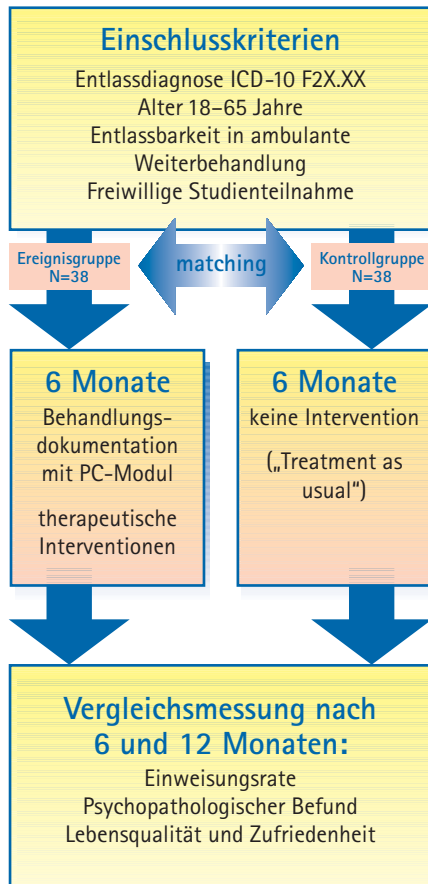 Einschlusskriterien
Entlassdiagnose ICD-10 F2X.XX
Alter 18–65 Jahre
Entlassbarkeit in ambulante
Weiterbehandlung
Freiwillige Studienteilnahme
Ereignisgruppe
N=38
matching
Kontrollgruppe
N=38
6 Monate
Behandlungs-
dokumentation
mit PC-Modul
therapeutische
Interventionen
6 Monate
keine Intervention
(„Treatment as
usual“)
Vergleichsmessung nach
6 und 12 Monaten:
Einweisungsrate
Psychopathologischer Befund
Lebensqualität und Zufriedenheit